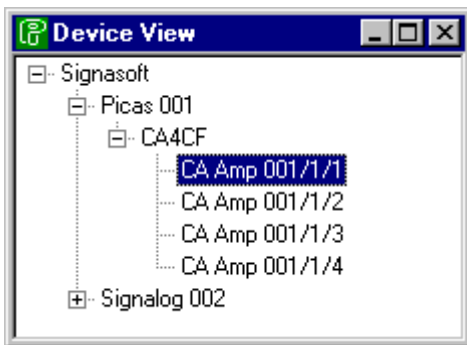 Device View
Signasoft
Picas 001
CA4CF
CA Amp 001/1/1
CA Amp 001/1/2
CA Amp 001/1/3
CA Amp 001/1/4
Signalog 002